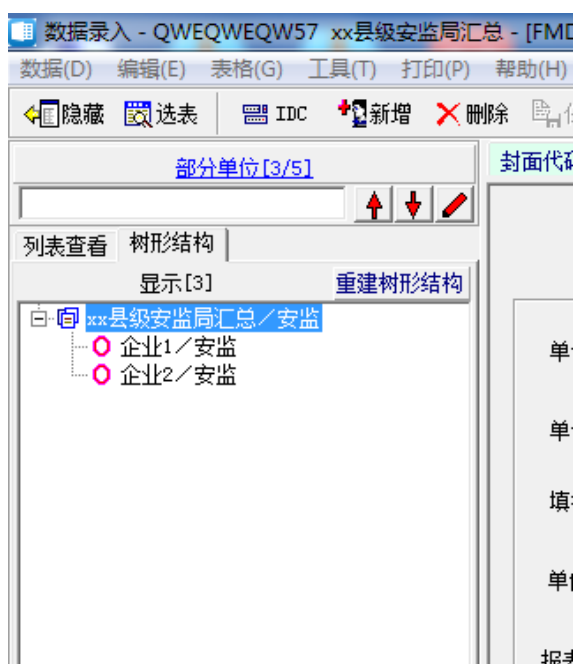 数据录入 - QWEQWEQW57 xx县级安监局汇总 - [FMD
数据(D) 编辑(E) 表格(G) 工具(T) 打印(P) 帮助(H)
隐藏 选表 IDC 新增 删除
部分单位[3/5]
封面代码
列表查看 树形结构
显示[3] 重建树形结构
xx县级安监局汇总/安监
企业1/安监
企业2/安监
单
单
填
单
报表